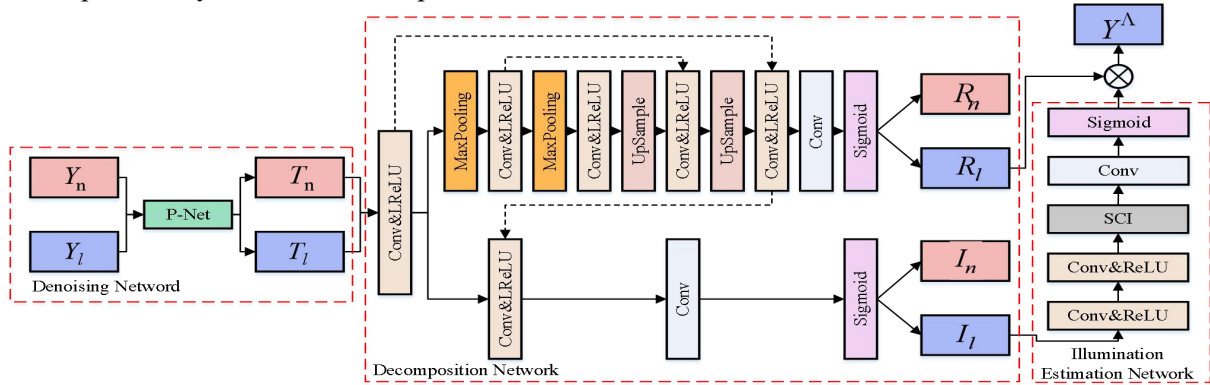 Y_n
Y_l
P-Net
T_n
T_l
Denoising Netword
Conv&LReLU
MaxPooling
Conv&LReLU
MaxPooling
Conv&LReLU
UpSample
Conv&LReLU
UpSample
Conv&LReLU
Conv
Sigmoid
R_n
R_l
Conv&LReLU
Conv
Sigmoid
I_n
I_l
Decomposition Network
Y^Λ
⊗
Sigmoid
Conv
SCI
Conv&ReLU
Conv&ReLU
Illumination
Estimation Network